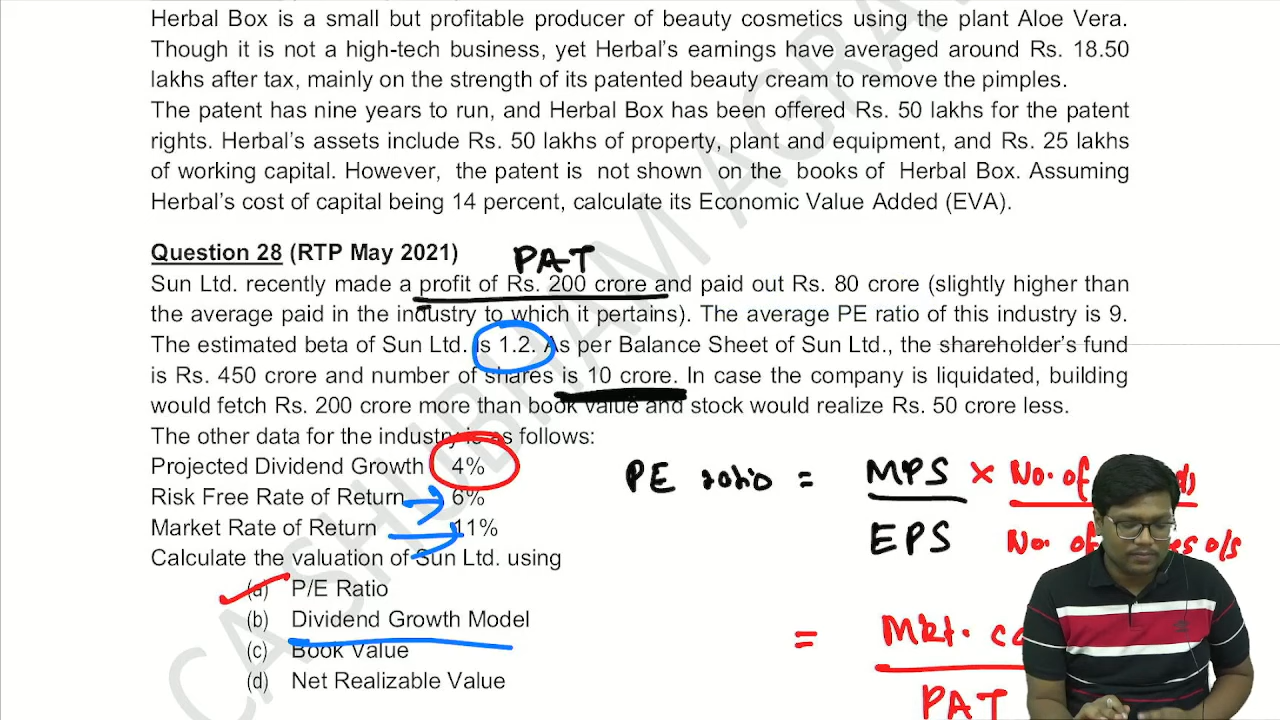 Herbal Box is a small but profitable producer of beauty cosmetics using the plant Aloe Vera.
Though it is not a high-tech business, yet Herbal's earnings have averaged around Rs. 18.50
lakhs after tax, mainly on the strength of its patented beauty cream to remove the pimples.
The patent has nine years to run, and Herbal Box has been offered Rs. 50 lakhs for the patent
rights. Herbal's assets include Rs. 50 lakhs of property, plant and equipment, and Rs. 25 lakhs
of working capital. However, the patent is not shown on the books of Herbal Box. Assuming
Herbal's cost of capital being 14 percent, calculate its Economic Value Added (EVA).
Question 28 (RTP May 2021)
PAT
Sun Ltd. recently made a profit of Rs. 200 crore and paid out Rs. 80 crore (slightly higher than
the average paid in the industry to which it pertains). The average PE ratio of this industry is 9.
The estimated beta of Sun Ltd. is 1.2. As per Balance Sheet of Sun Ltd., the shareholder's fund
is Rs. 450 crore and number of shares is 10 crore. In case the company is liquidated, building
would fetch Rs. 200 crore more than book value and stock would realize Rs. 50 crore less.
The other data for the industry is as follows:
Projected Dividend Growth 4%
Risk Free Rate of Return 6%
Market Rate of Return 11%
Calculate the valuation of Sun Ltd. using
(a) P/E Ratio
(b) Dividend Growth Model
(c) Book Value
(d) Net Realizable Value
PE ratio = MPS × No. of
EPS No. of o/s
= Mkt.
PAT
CA SHUBHAM AGRA